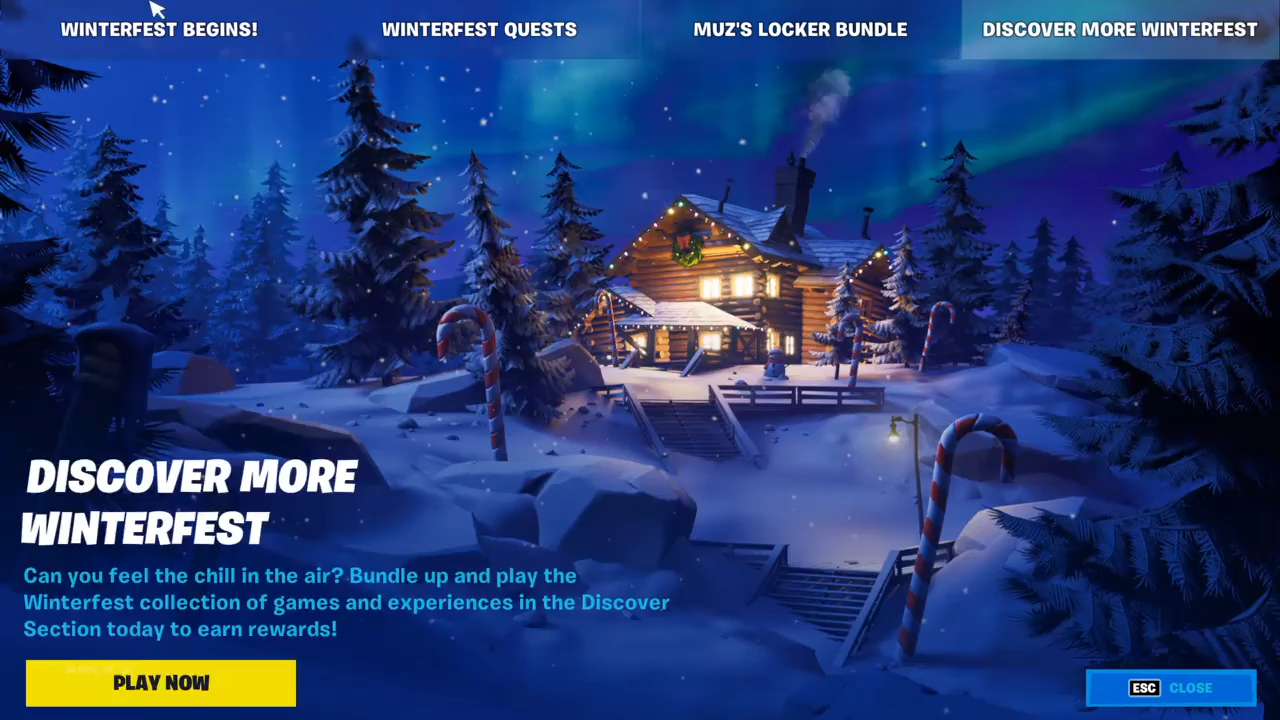 WINTERFEST BEGINS!
WINTERFEST QUESTS
MUZ'S LOCKER BUNDLE
DISCOVER MORE WINTERFEST
DISCOVER MORE
WINTERFEST
Can you feel the chill in the air? Bundle up and play the
Winterfest collection of games and experiences in the Discover
Section today to earn rewards!
PLAY NOW
ESC CLOSE